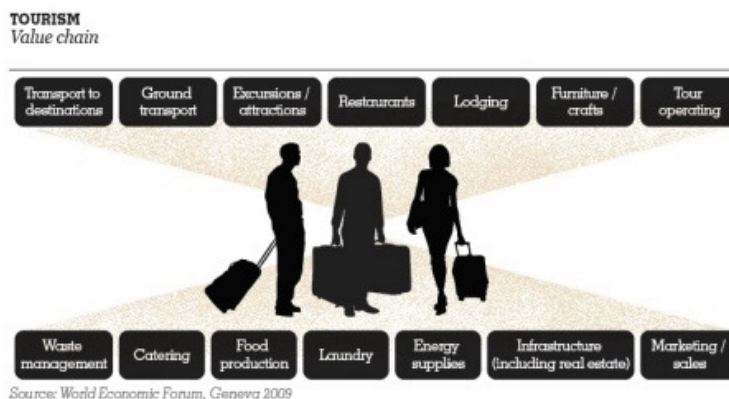 TOURISM
Value chain
Transport to
destinations
Ground
transport
Excursions /
attractions
Restaurants
Lodging
Furniture /
crafts
Tour
operating
Waste
management
Catering
Food
production
Laundry
Energy
supplies
Infrastructure
(including real estate)
Marketing /
sales
Source: World Economic Forum, Geneva 2009